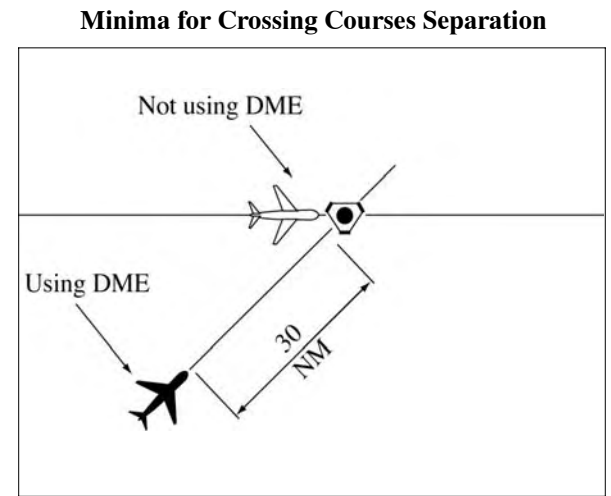 Minima for Crossing Courses Separation
Not using DME
Using DME
30
NM